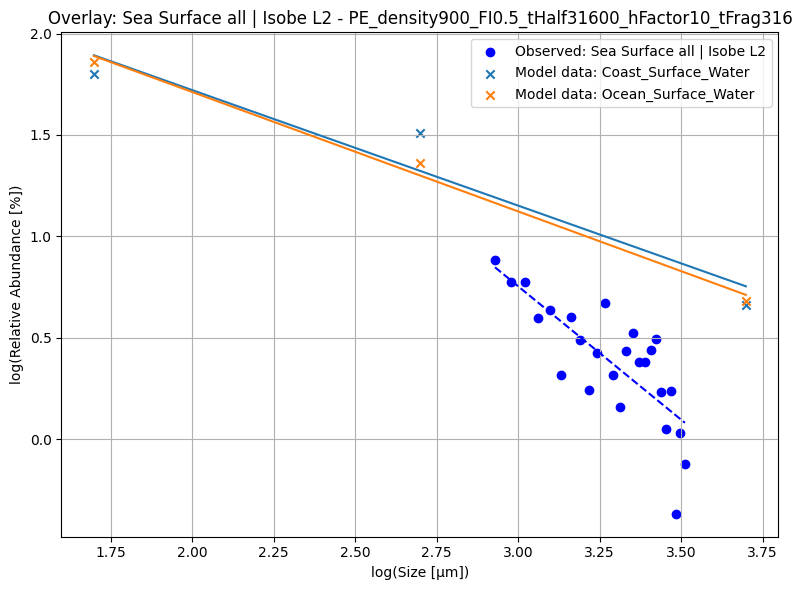 Overlay: Sea Surface all | Isobe L2 - PE_density900_FI0.5_tHalf31600_hFactor10_tFrag316
Observed: Sea Surface all | Isobe L2
Model data: Coast_Surface_Water
Model data: Ocean_Surface_Water
log(Relative Abundance [%])
2.0
1.5
1.0
0.5
0.0
1.75 2.00 2.25 2.50 2.75 3.00 3.25 3.50 3.75
log(Size [µm])